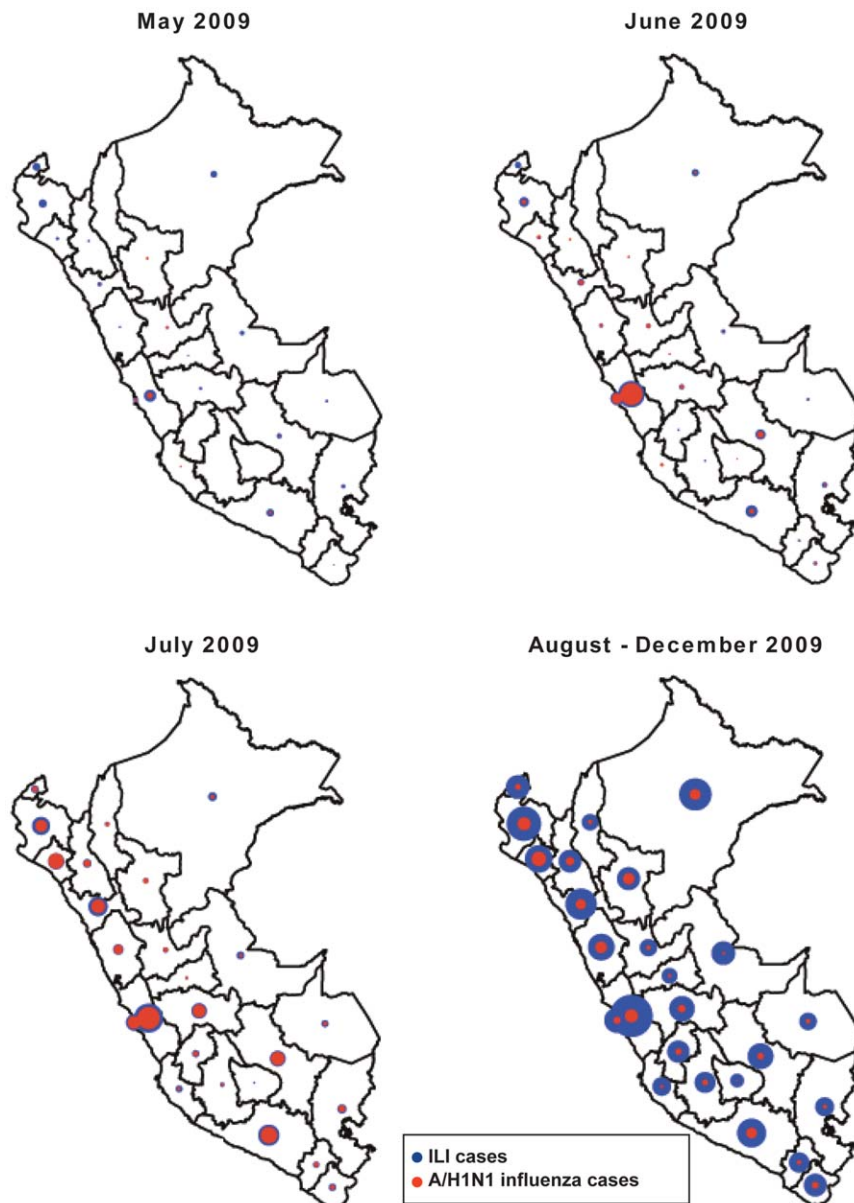 May 2009
June 2009
July 2009
August - December 2009
ILI cases
A/H1N1 influenza cases